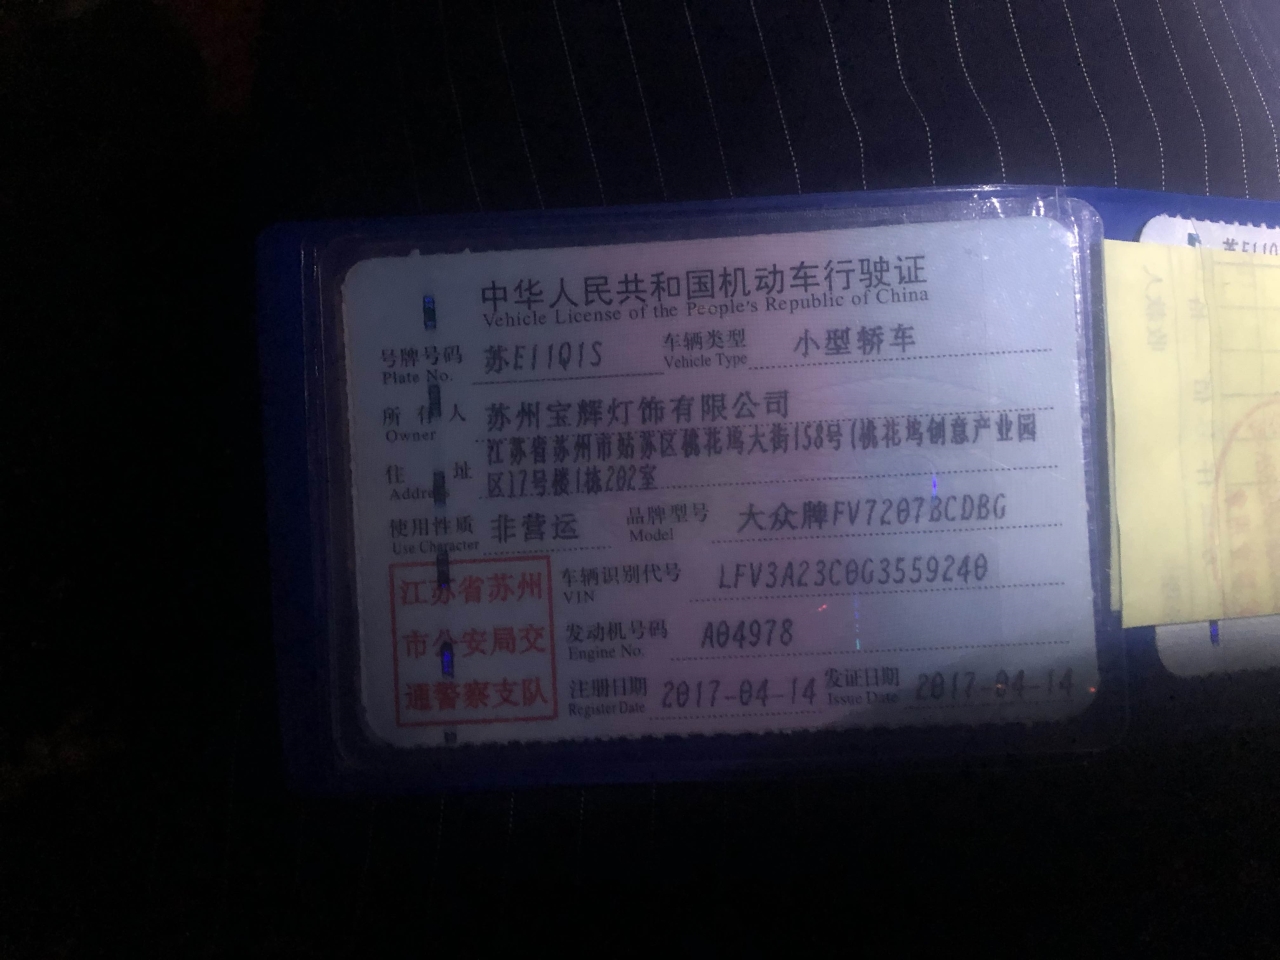 中华人民共和国机动车行驶证
Vehicle License of the People's Republic of China
号牌号码 苏E11Q1S 车辆类型 小型轿车
Plate No. Vehicle Type
所有人 苏州宝辉灯饰有限公司
Owner
住址 江苏省苏州市姑苏区桃花坞大街158号(桃花坞创意产业园
Address 区17号楼1栋202室
使用性质 非营运 品牌型号 大众牌FV7207BCDBG
Use Character Model
江苏省苏州 车辆识别代号 LFV3A23C0G3559240
VIN
市公安局交 发动机号码 A04978
Engine No.
通警察支队 注册日期 2017-04-14 发证日期 2017-04-14
Register Date Issue Date